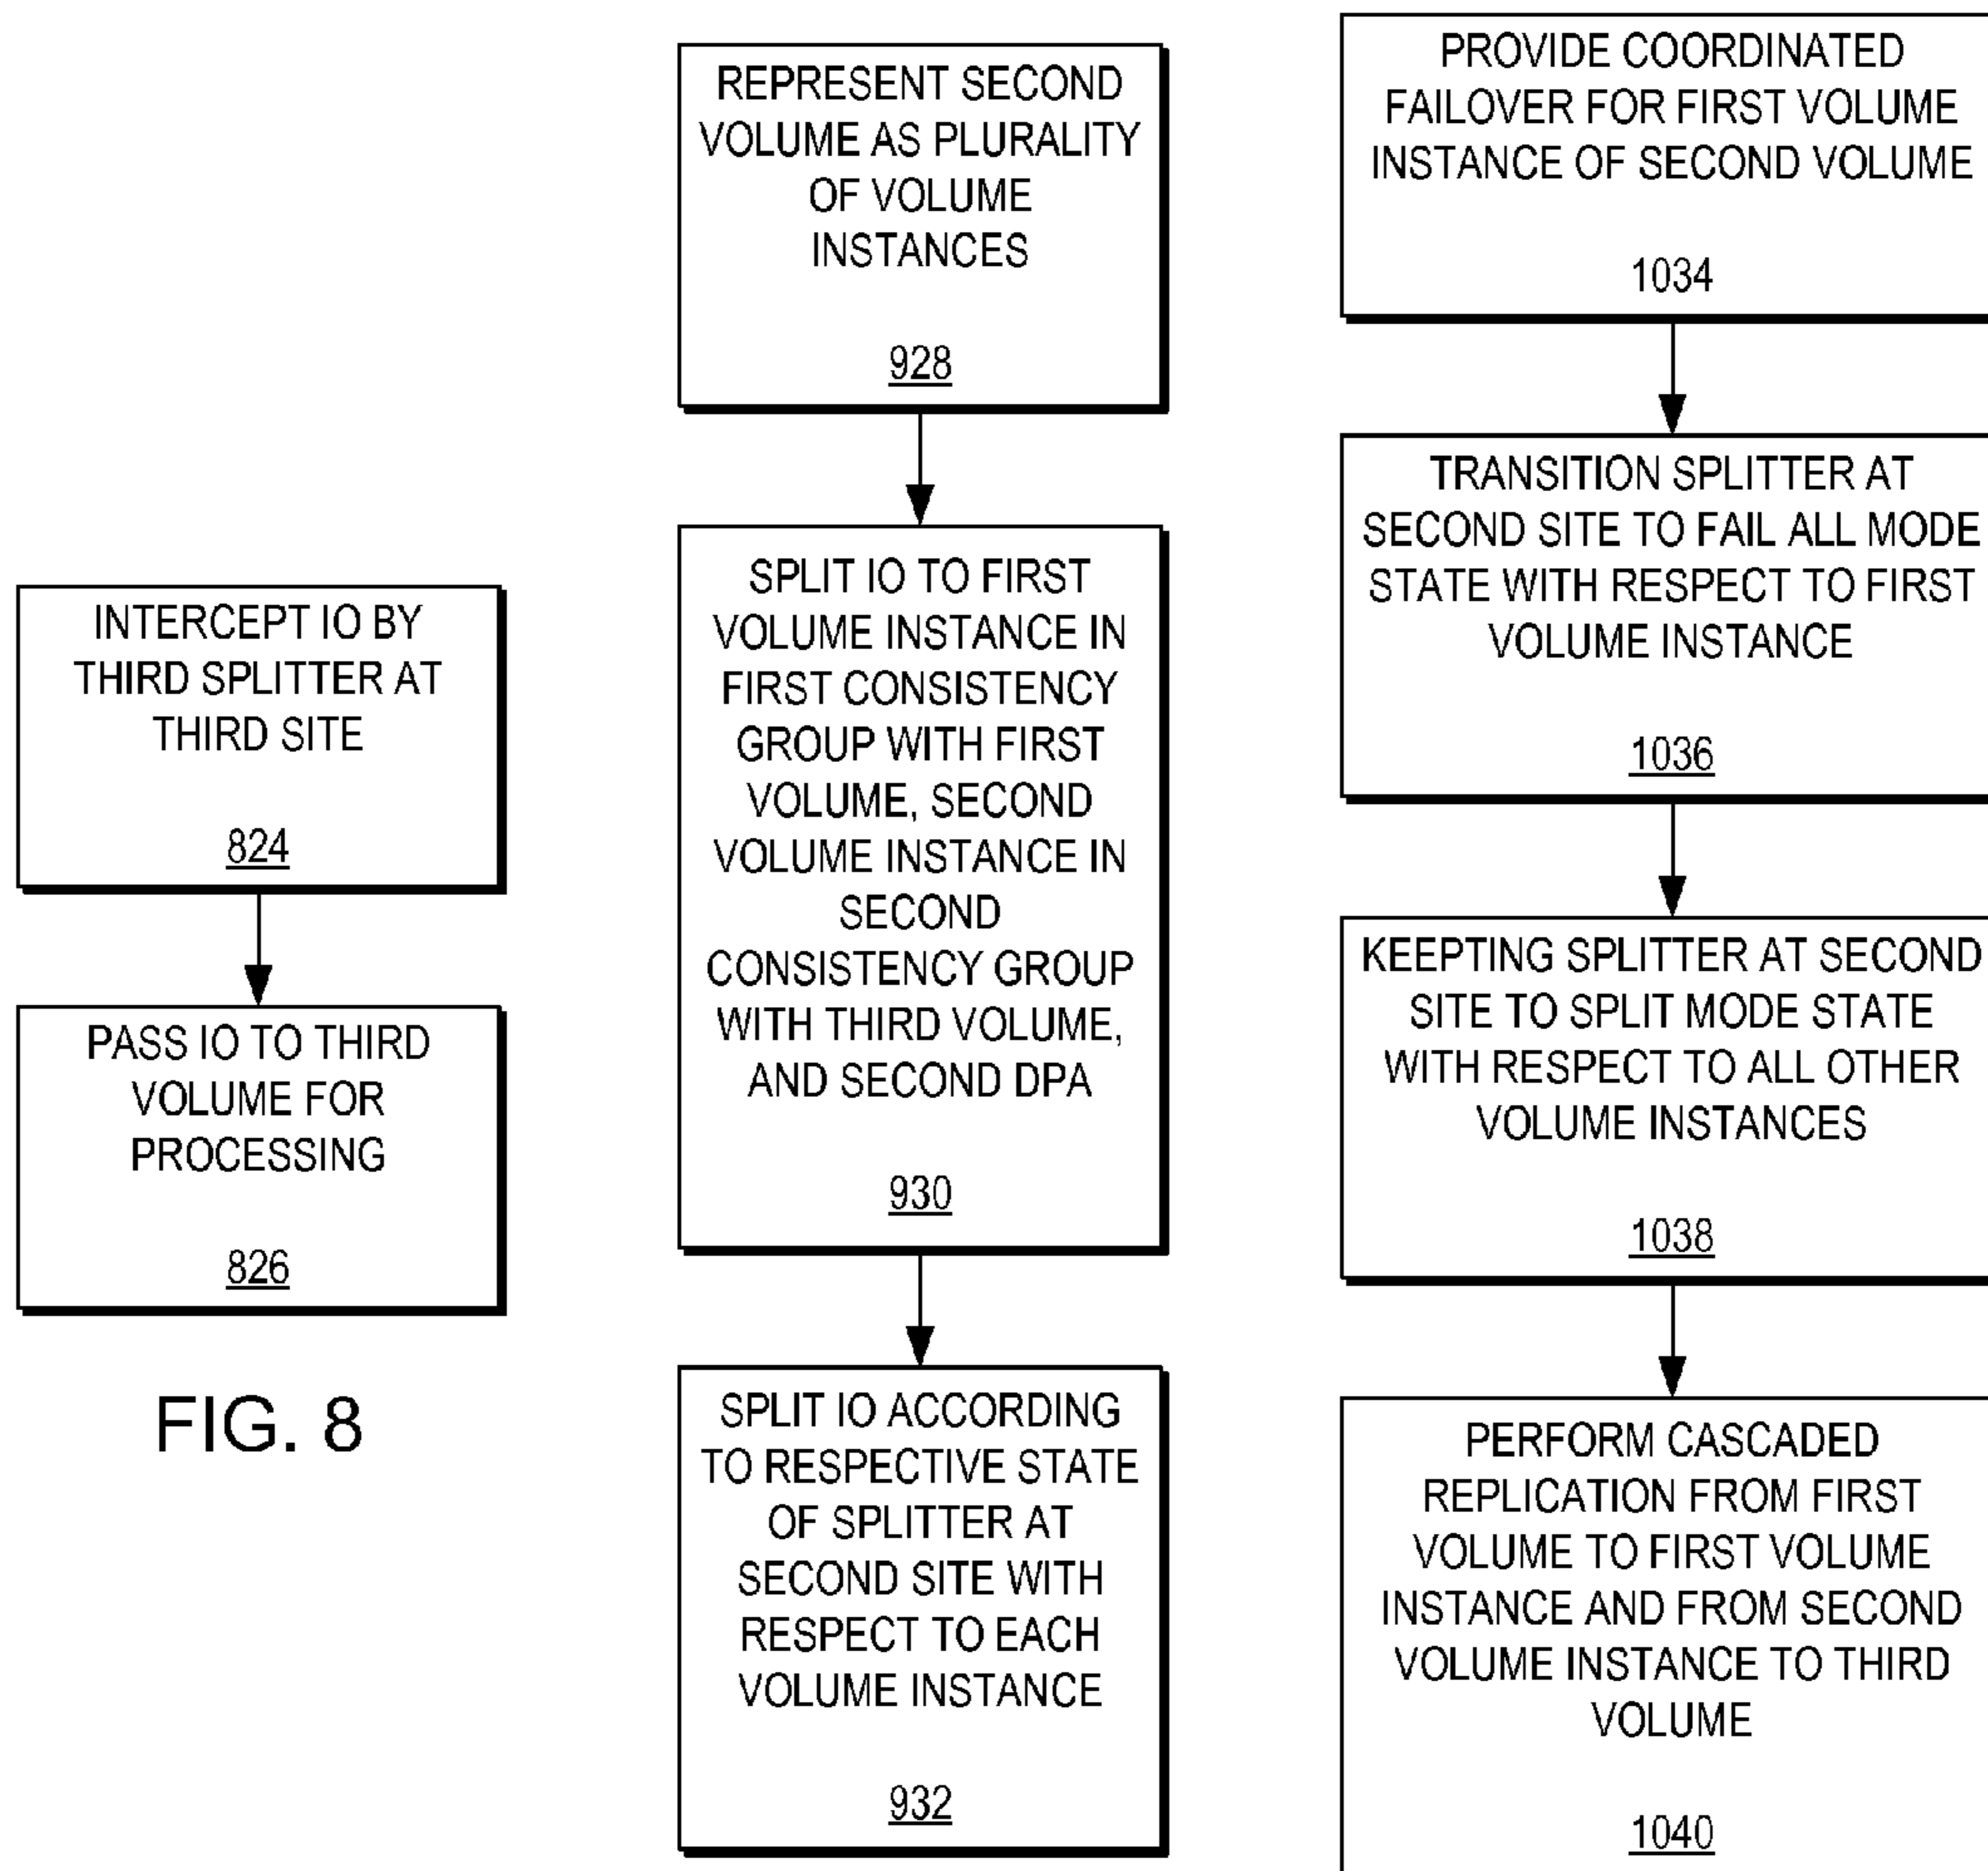 INTERCEPT IO BY
THIRD SPLITTER AT
THIRD SITE
824
PASS IO TO THIRD
VOLUME FOR
PROCESSING
826
FIG. 8
REPRESENT SECOND
VOLUME AS PLURALITY
OF VOLUME
INSTANCES
928
SPLIT IO TO FIRST
VOLUME INSTANCE IN
FIRST CONSISTENCY
GROUP WITH FIRST
VOLUME, SECOND
VOLUME INSTANCE IN
SECOND
CONSISTENCY GROUP
WITH THIRD VOLUME,
AND SECOND DPA
930
SPLIT IO ACCORDING
TO RESPECTIVE STATE
OF SPLITTER AT
SECOND SITE WITH
RESPECT TO EACH
VOLUME INSTANCE
932
PROVIDE COORDINATED
FAILOVER FOR FIRST VOLUME
INSTANCE OF SECOND VOLUME
1034
TRANSITION SPLITTER AT
SECOND SITE TO FAIL ALL MODE
STATE WITH RESPECT TO FIRST
VOLUME INSTANCE
1036
KEEPTING SPLITTER AT SECOND
SITE TO SPLIT MODE STATE
WITH RESPECT TO ALL OTHER
VOLUME INSTANCES
1038
PERFORM CASCADED
REPLICATION FROM FIRST
VOLUME TO FIRST VOLUME
INSTANCE AND FROM SECOND
VOLUME INSTANCE TO THIRD
VOLUME
1040